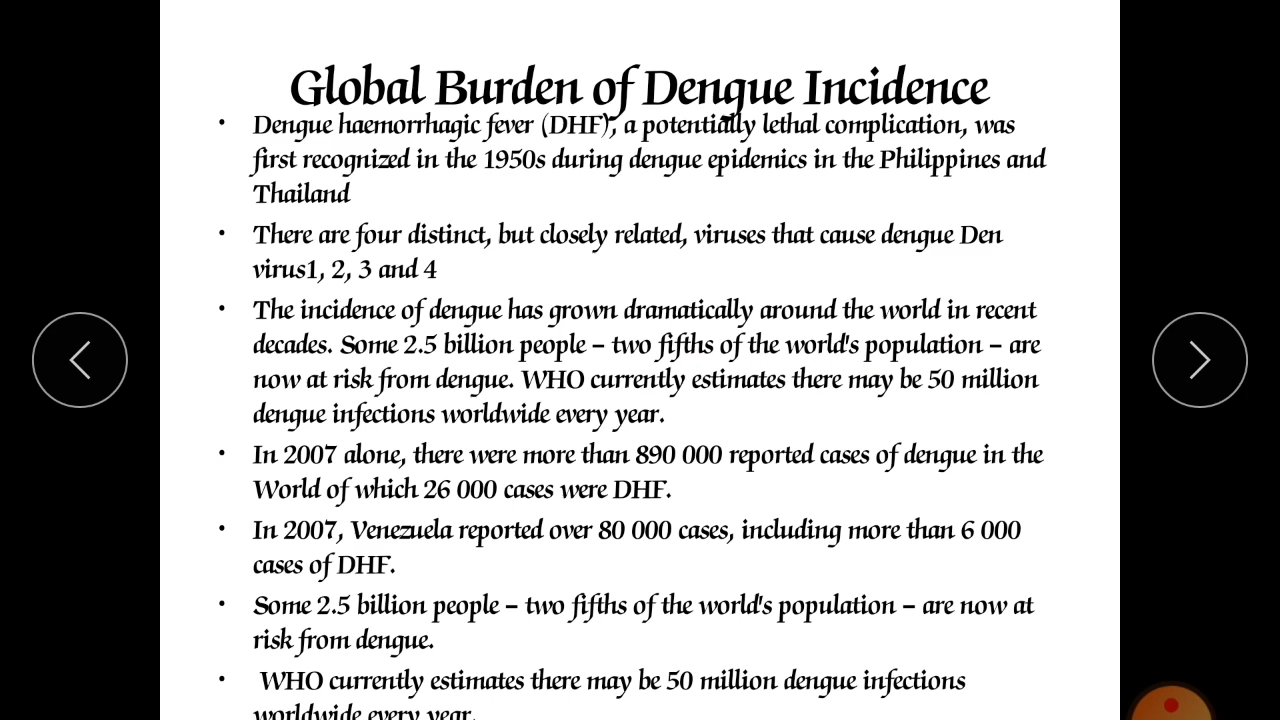 Global Burden of Dengue Incidence
• Dengue haemorrhagic fever (DHF), a potentially lethal complication, was
first recognized in the 1950s during dengue epidemics in the Philippines and
Thailand
• There are four distinct, but closely related, viruses that cause dengue Den
virus1, 2, 3 and 4
• The incidence of dengue has grown dramatically around the world in recent
decades. Some 2.5 billion people – two fifths of the world's population – are
now at risk from dengue. WHO currently estimates there may be 50 million
dengue infections worldwide every year.
• In 2007 alone, there were more than 890 000 reported cases of dengue in the
World of which 26 000 cases were DHF.
• In 2007, Venezuela reported over 80 000 cases, including more than 6 000
cases of DHF.
• Some 2.5 billion people – two fifths of the world's population – are now at
risk from dengue.
• WHO currently estimates there may be 50 million dengue infections
worldwide every year.